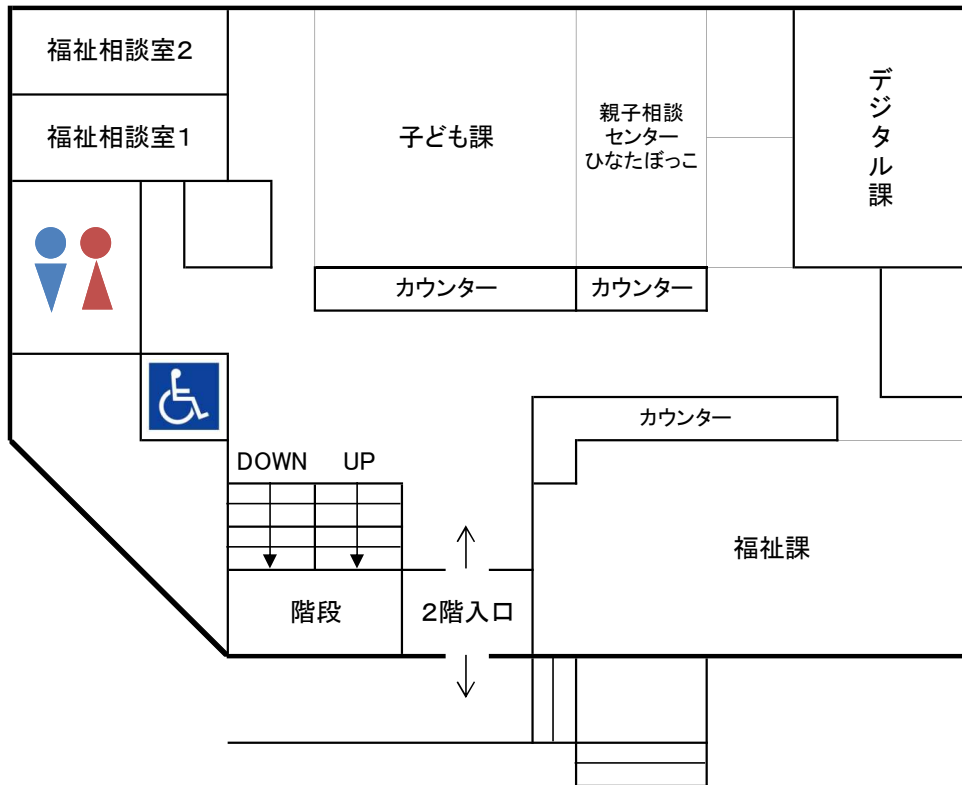 福祉相談室2
福祉相談室1
子ども課
親子相談
センター
ひなたぼっこ
デジタル課
カウンター
カウンター
カウンター
DOWN
UP
福祉課
階段
2階入口